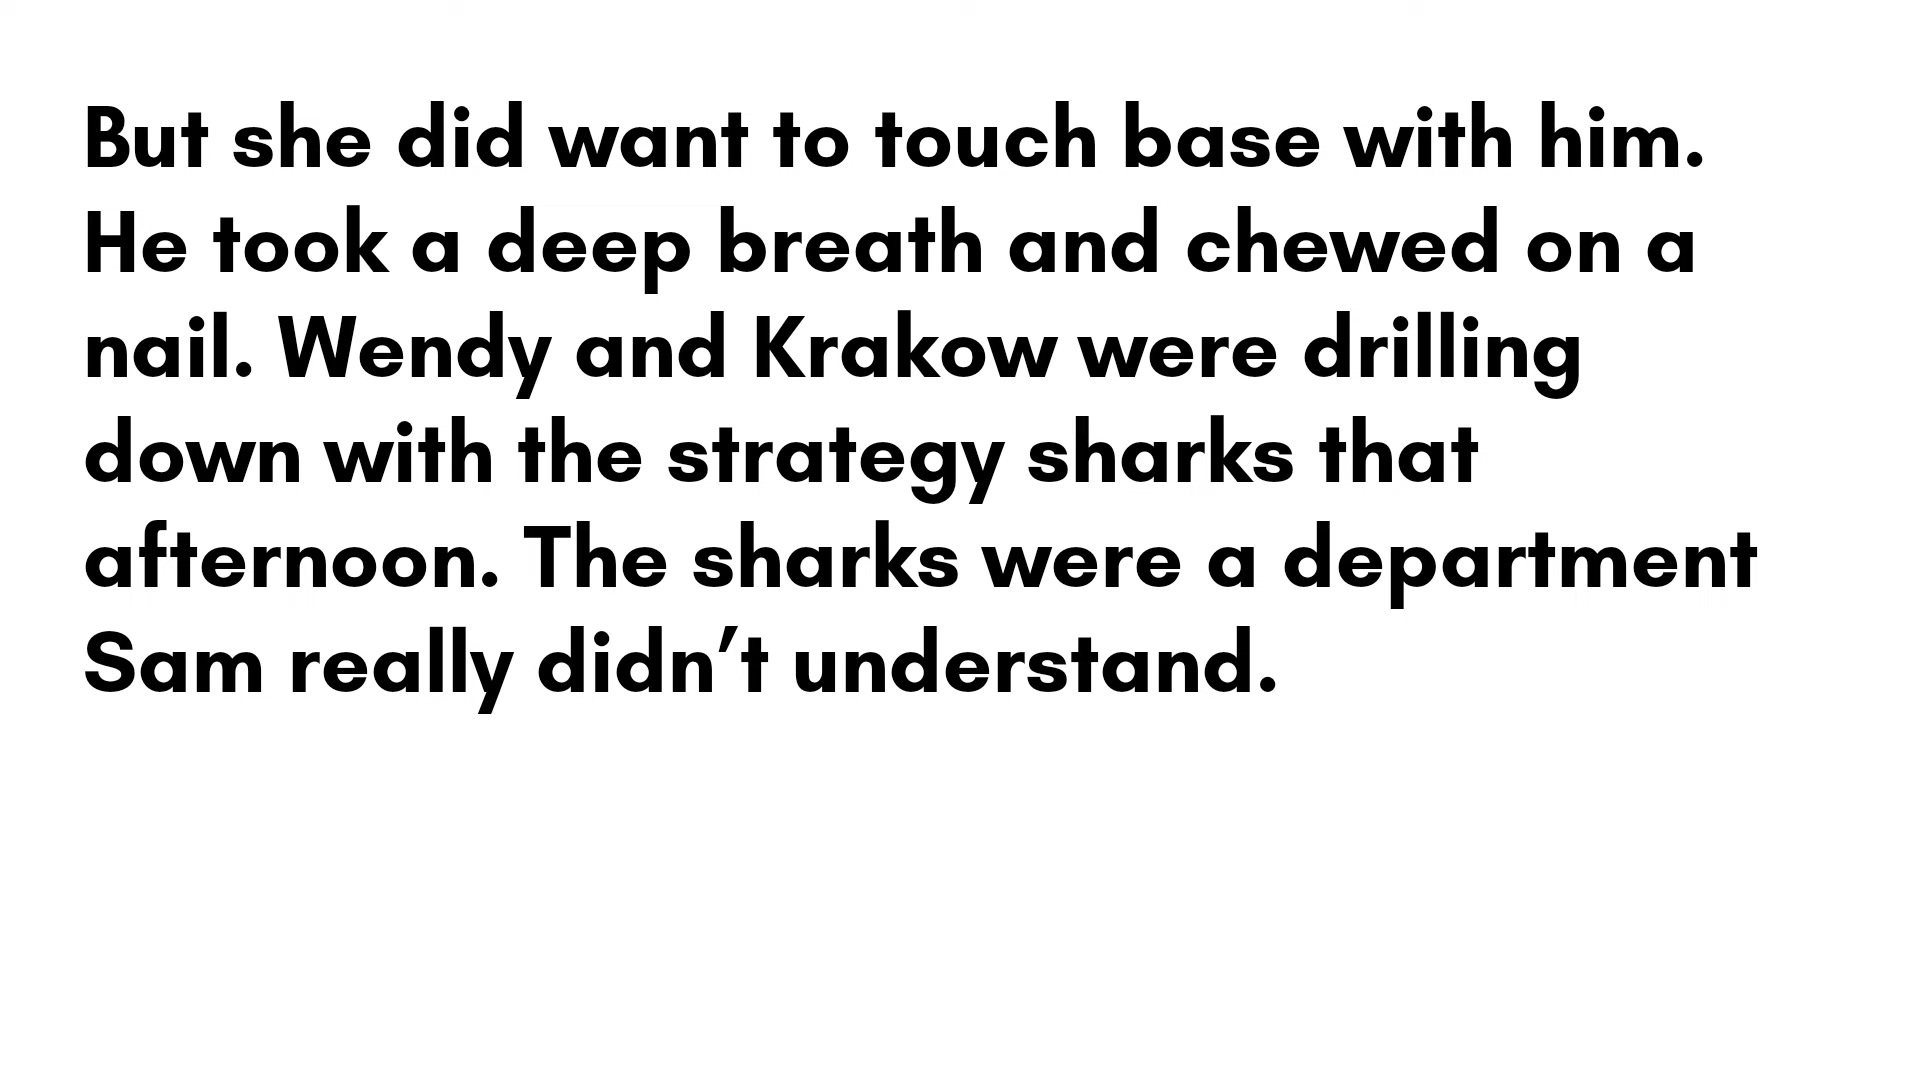 But she did want to touch base with him.
He took a deep breath and chewed on a
nail. Wendy and Krakow were drilling
down with the strategy sharks that
afternoon. The sharks were a department
Sam really didn’t understand.